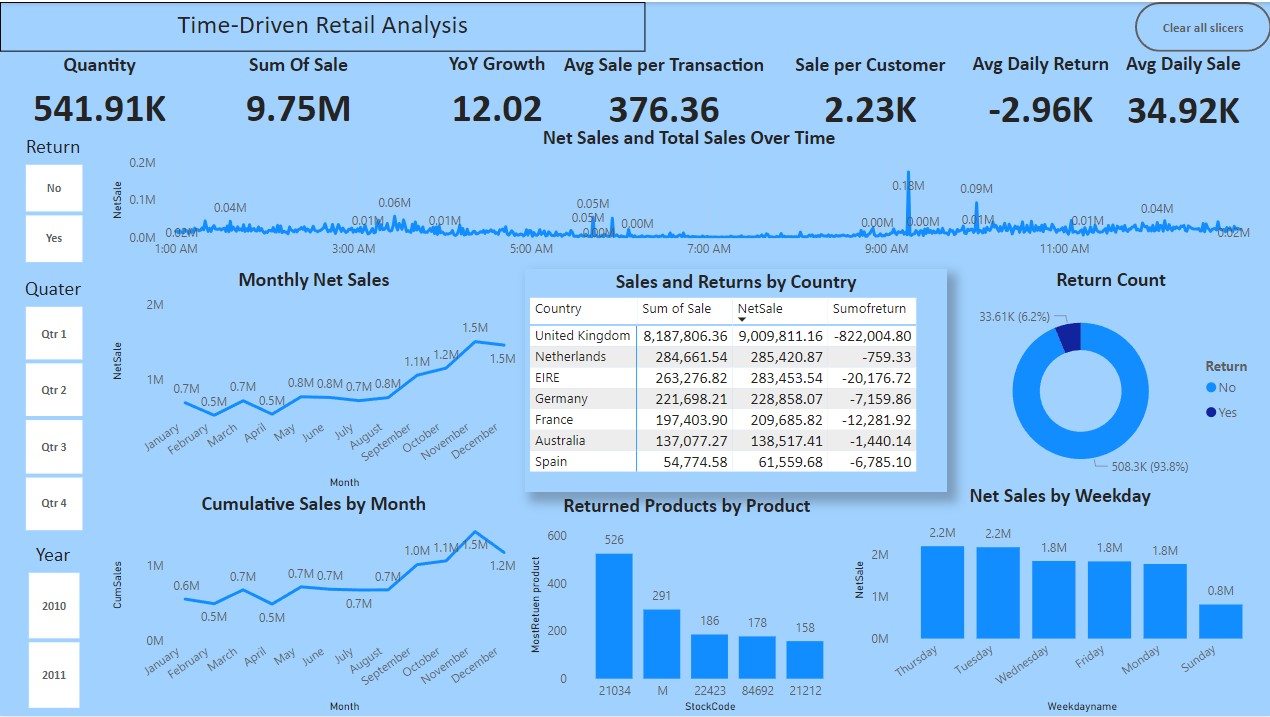 Time-Driven Retail Analysis
Clear all slicers
Quantity
541.91K
Sum Of Sale
9.75M
YoY Growth
12.02
Avg Sale per Transaction
376.36
Sale per Customer
2.23K
Avg Daily Return
-2.96K
Avg Daily Sale
34.92K
Return
No
Yes
Quater
Qtr 1
Qtr 2
Qtr 3
Qtr 4
Year
2010
2011
Net Sales and Total Sales Over Time
NetSale
0.2M
0.1M
0.0M
0.02M
0.04M
0.01M
0.06M
0.01M
0.05M
0.05M
0.00M
0.00M
0.00M
0.18M
0.00M
0.09M
0.01M
0.01M
0.04M
0.02M
1:00 AM
3:00 AM
5:00 AM
7:00 AM
9:00 AM
11:00 AM
Monthly Net Sales
NetSale
2M
1M
0.7M
0.5M
0.7M
0.5M
0.8M
0.8M
0.7M
0.8M
1.1M
1.2M
1.5M
1.5M
January
February
March
April
May
June
July
August
September
October
November
December
Month
Sales and Returns by Country
Country Sum of Sale NetSale Sumofreturn
United Kingdom 8,187,806.36 9,009,811.16 -822,004.80
Netherlands 284,661.54 285,420.87 -759.33
EIRE 263,276.82 283,453.54 -20,176.72
Germany 221,698.21 228,858.07 -7,159.86
France 197,403.90 209,685.82 -12,281.92
Australia 137,077.27 138,517.41 -1,440.14
Spain 54,774.58 61,559.68 -6,785.10
Return Count
33.61K (6.2%)
508.3K (93.8%)
Return
No
Yes
Cumulative Sales by Month
CumSales
1M
0M
0.6M
0.5M
0.7M
0.5M
0.7M
0.7M
0.7M
0.7M
1.0M
1.1M
1.5M
1.2M
January
February
March
April
May
June
July
August
September
October
November
December
Month
Returned Products by Product
MostRetuen product
600
400
200
0
526
291
186
178
158
21034
M
22423
84692
21212
StockCode
Net Sales by Weekday
NetSale
2M
1M
0M
2.2M
2.2M
1.8M
1.8M
1.8M
0.8M
Thursday
Tuesday
Wednesday
Friday
Monday
Sunday
Weekdayname